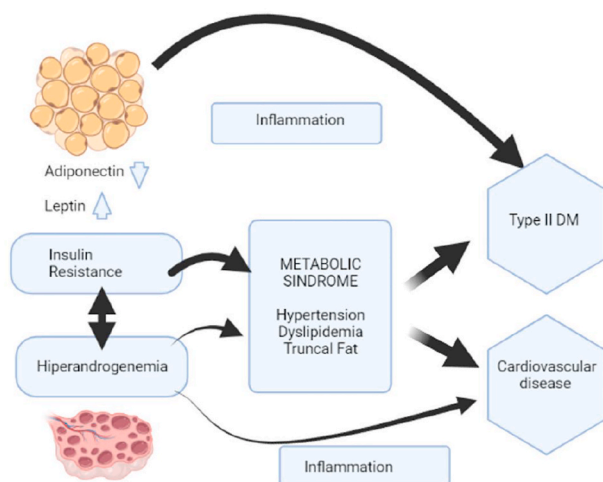 Inflammation
Adiponectin
Leptin
Type II DM
Insulin
Resistance
METABOLIC
SINDROME
Hypertension
Dyslipidemia
Truncal Fat
Hiperandrogenemia
Cardiovascular
disease
Inflammation